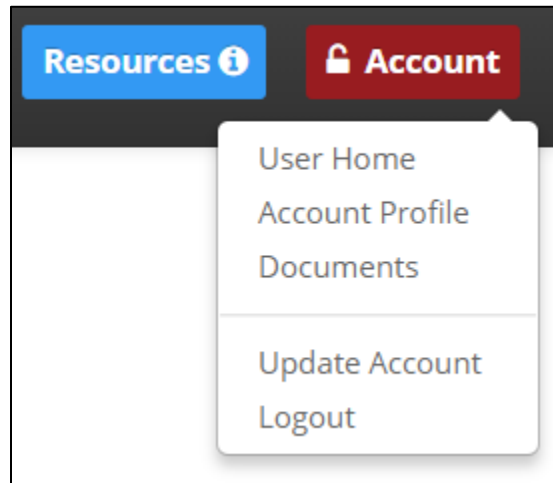 Resources
Account
User Home
Account Profile
Documents
Update Account
Logout